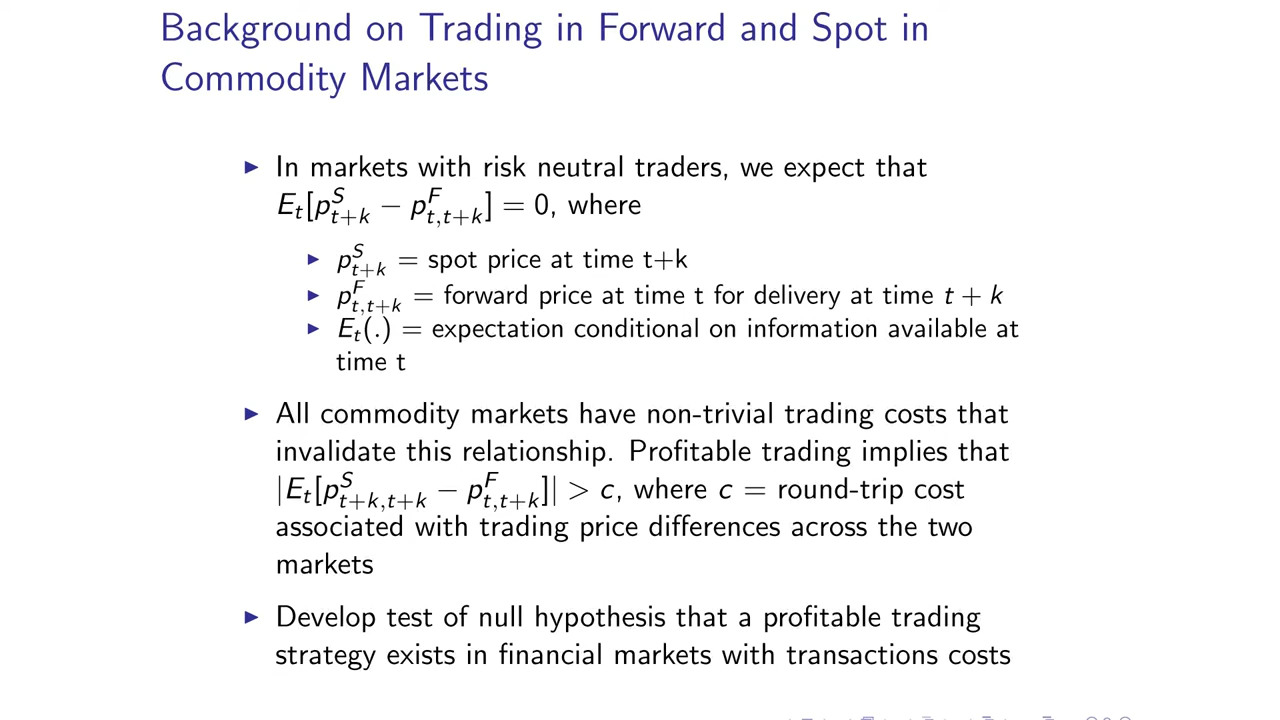 Background on Trading in Forward and Spot in
Commodity Markets
▶ In markets with risk neutral traders, we expect that
$E_t[p^S_{t+k} - p^F_{t,t+k}] = 0$, where
▶ $p^S_{t+k}$ = spot price at time t+k
▶ $p^F_{t,t+k}$ = forward price at time t for delivery at time $t + k$
▶ $E_t(.)$ = expectation conditional on information available at
time t
▶ All commodity markets have non-trivial trading costs that
invalidate this relationship. Profitable trading implies that
$|E_t[p^S_{t+k,t+k} - p^F_{t,t+k}]| > c$, where $c$ = round-trip cost
associated with trading price differences across the two
markets
▶ Develop test of null hypothesis that a profitable trading
strategy exists in financial markets with transactions costs